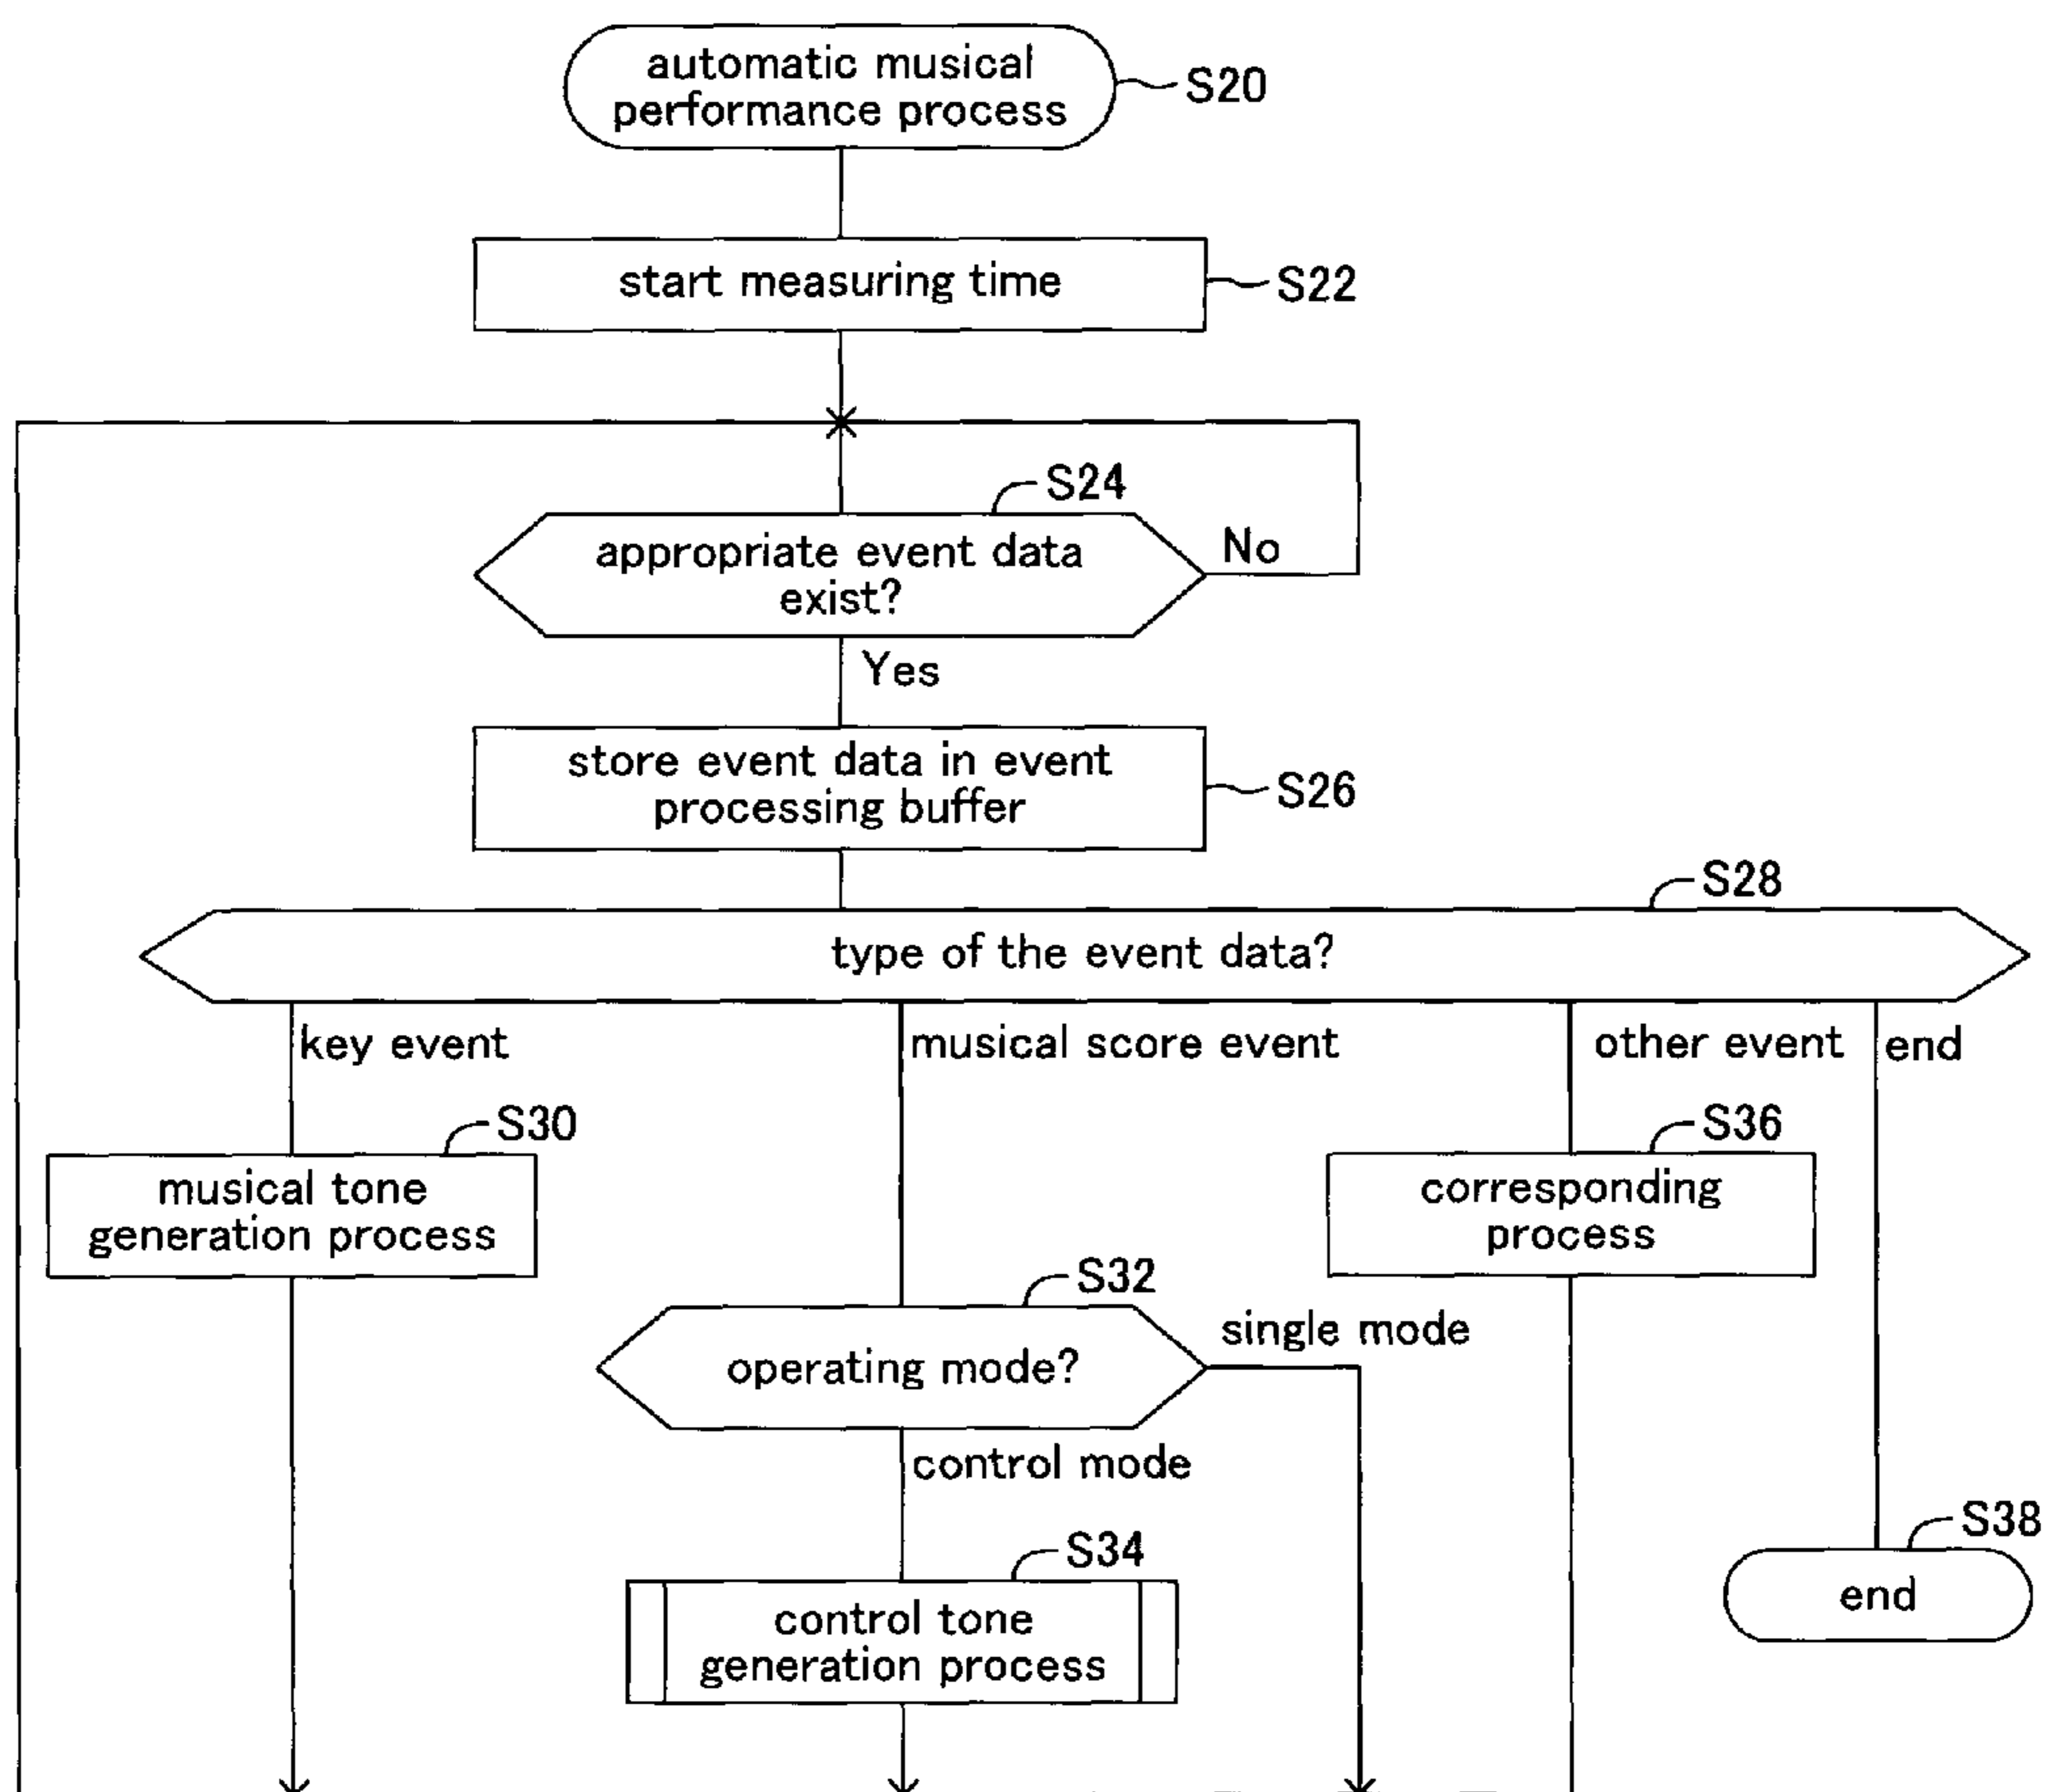 automatic musical
performance process
S20
start measuring time
S22
S24
appropriate event data
exist?
No
Yes
store event data in event
processing buffer
S26
S28
type of the event data?
key event
musical score event
other event
end
S30
musical tone
generation process
S36
corresponding
process
S32
operating mode?
single mode
control mode
S34
control tone
generation process
S38
end